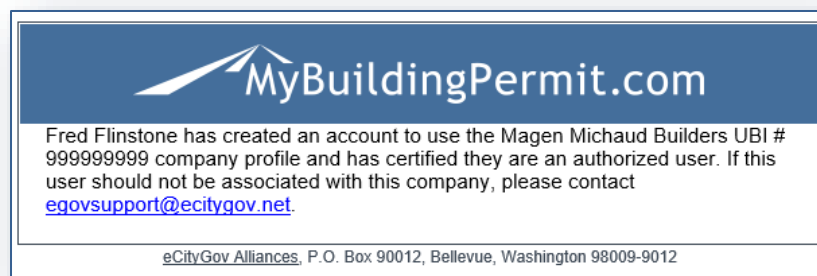 MyBuildingPermit.com
Fred Flinstone has created an account to use the Magen Michaud Builders UBI #
999999999 company profile and has certified they are an authorized user. If this
user should not be associated with this company, please contact
egovsupport@ecitygov.net.
eCityGov Alliances, P.O. Box 90012, Bellevue, Washington 98009-9012